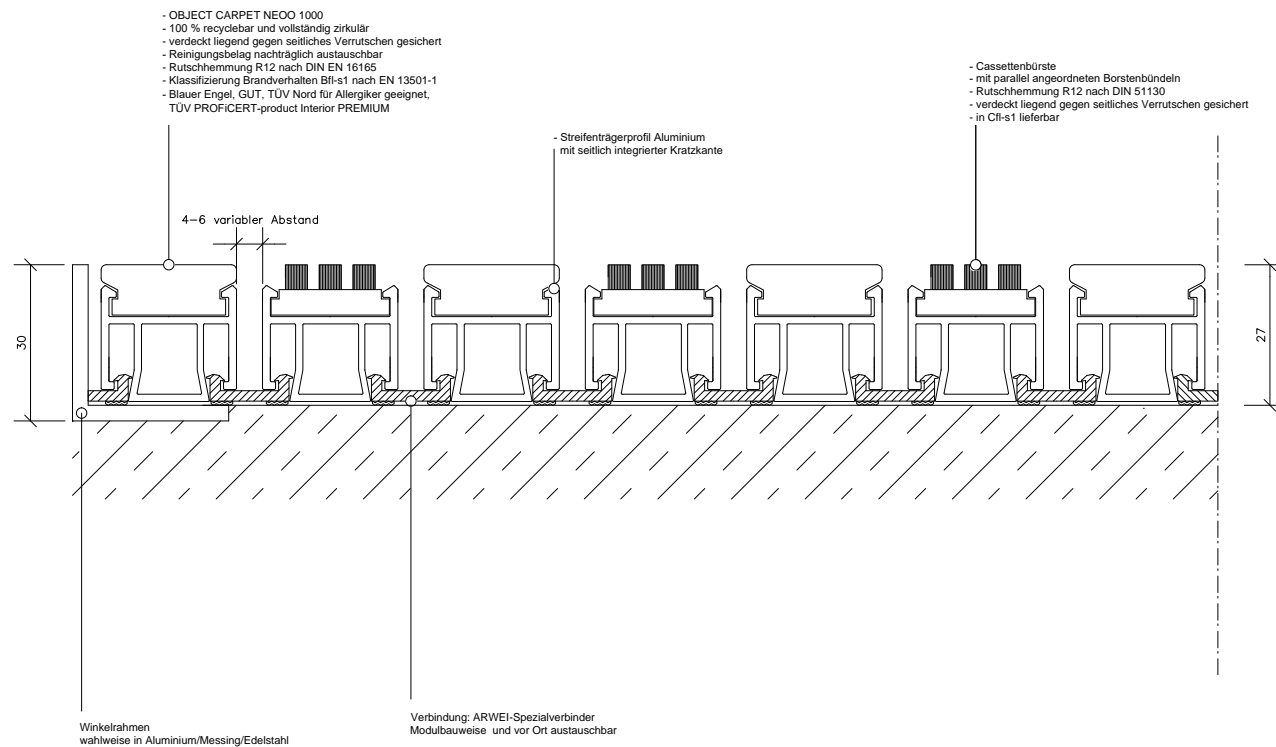 - OBJECT CARPET NEOO 1000
- 100 % recyclebar und vollständig zirkulär
- verdeckt liegend gegen seitliches Verrutschen gesichert
- Reinigungsbelag nachträglich austauschbar
- Rutschhemmung R12 nach DIN EN 16165
- Klassifizierung Brandverhalten Bfl-s1 nach EN 13501-1
- Blauer Engel, GUT, TÜV Nord für Allergiker geeignet,
TÜV PROFiCERT-product Interior PREMIUM
- Cassettenbürste
- mit parallel angeordneten Borstenbündeln
- Rutschhemmung R12 nach DIN 51130
- verdeckt liegend gegen seitliches Verrutschen gesichert
- in Cfl-s1 lieferbar
- Streifenträgerprofil Aluminium
mit seitlich integrierter Kratzkante
4-6 variabler Abstand
30
27
Winkelrahmen
wahlweise in Aluminium/Messing/Edelstahl
Verbindung: ARWEI-Spezialverbinder
Modulbauweise und vor Ort austauschbar